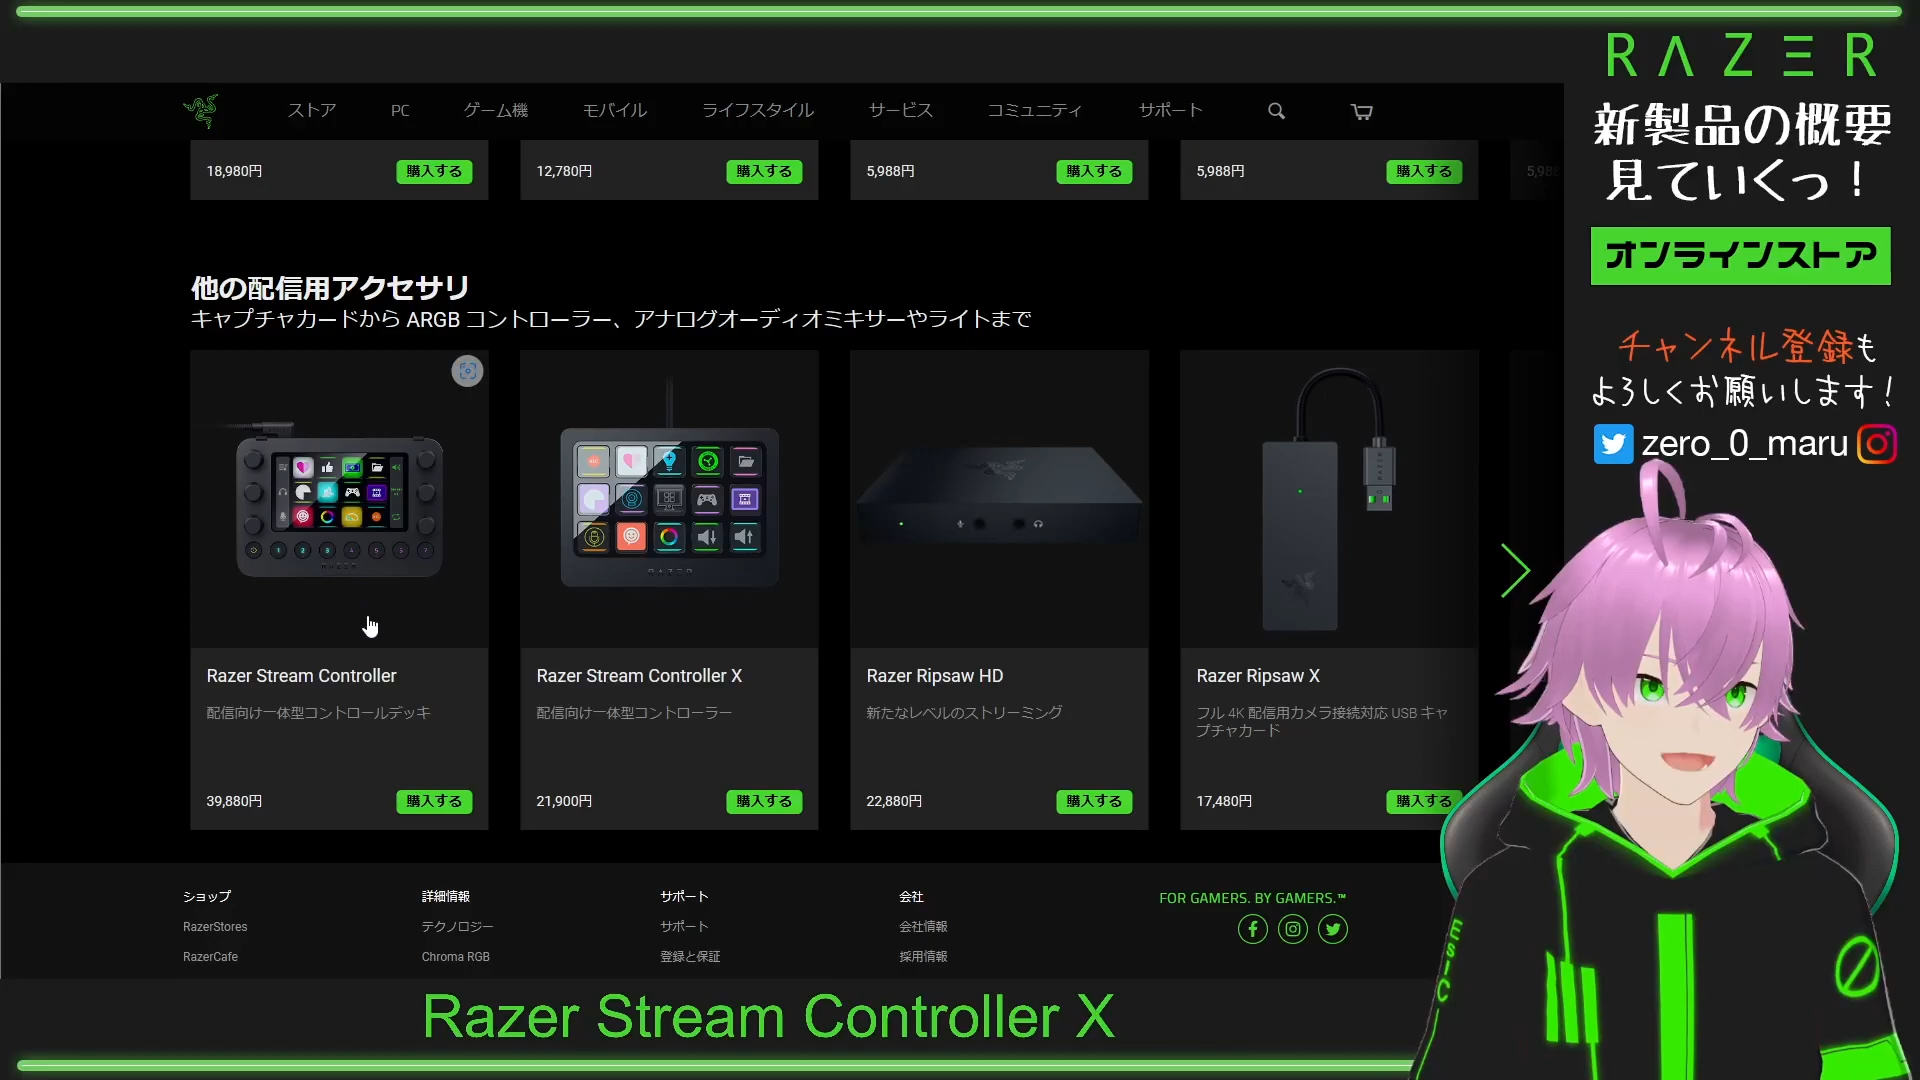 RAZER
新製品の概要
見ていくっ！
オンラインストア
チャンネル登録も
よろしくお願いします！
zero_0_maru
ストア PC ゲーム機 モバイル ライフスタイル サービス コミュニティ サポート
18,980円 購入する 12,780円 購入する 5,988円 購入する 5,988円 購入する 5,988
他の配信用アクセサリ
キャプチャカードから ARGB コントローラー、アナログオーディオミキサーやライトまで
RAZER
RAZER
RAZER
Razer Stream Controller
配信向け一体型コントロールデッキ
39,880円 購入する
Razer Stream Controller X
配信向け一体型コントローラー
21,900円 購入する
Razer Ripsaw HD
新たなレベルのストリーミング
22,880円 購入する
Razer Ripsaw X
フル 4K 配信用カメラ接続対応 USB キャ
プチャカード
17,480円 購入する
ショップ 詳細情報 サポート 会社 FOR GAMERS. BY GAMERS.™
RazerStores テクノロジー サポート 会社情報
RazerCafe Chroma RGB 登録と保証 採用情報
ESIC
Razer Stream Controller X